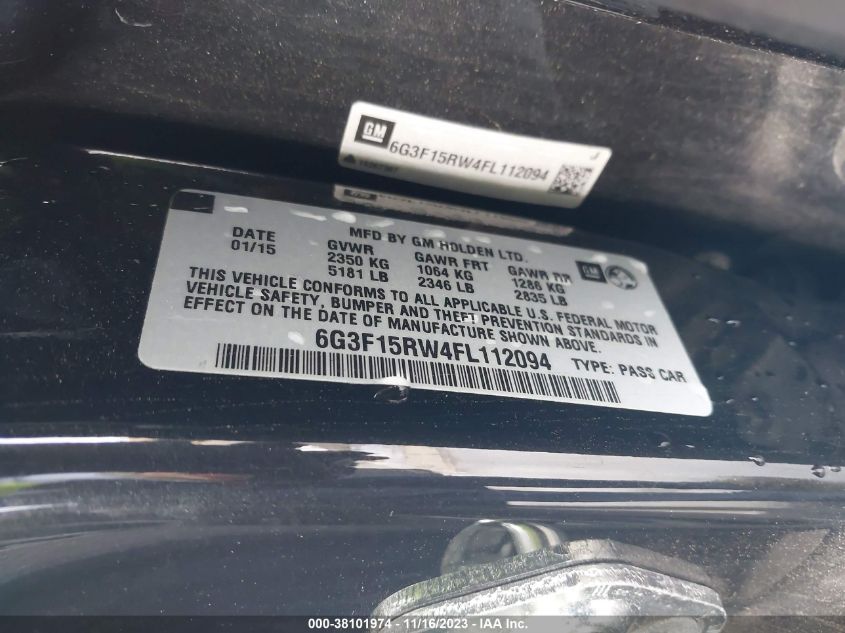 GM
6G3F15RW4FL112094
J
MFD BY GM HOLDEN LTD.
DATE GVWR GAWR FRT GAWR RR GM
01/15 2350 KG 1064 KG 1286 KG
5181 LB 2346 LB 2835 LB
THIS VEHICLE CONFORMS TO ALL APPLICABLE U.S. FEDERAL MOTOR
VEHICLE SAFETY, BUMPER AND THEFT PREVENTION STANDARDS IN
EFFECT ON THE DATE OF MANUFACTURE SHOWN ABOVE.
6G3F15RW4FL112094
TYPE: PASS CAR
000-38101974 - 11/16/2023 - IAAI.com